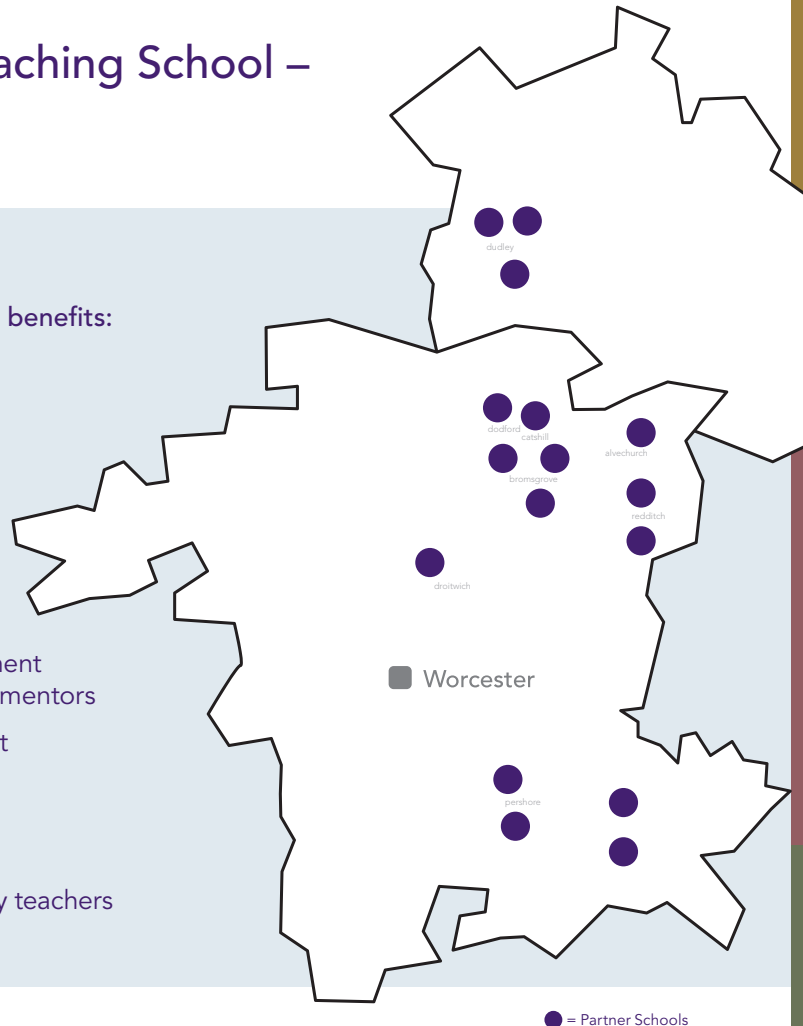 aching School –
benefits:
nent
mentors
t
y teachers
dudley
dodford
catshill
alvechurch
bromsgrove
redditch
droitwich
Worcester
pershore
= Partner Schools